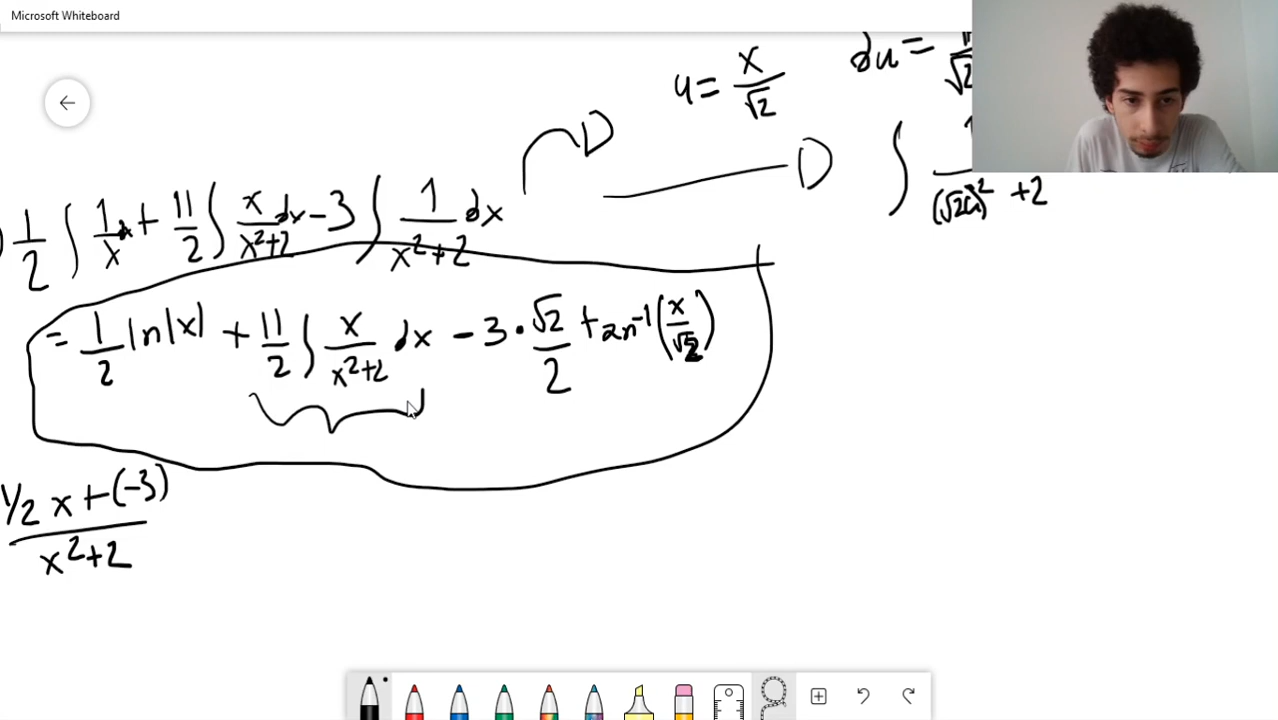 Microsoft Whiteboard
u = x/√2 du =
1/2 ∫ 1/x dx + 11/2 ∫ x/(x²+2) dx - 3 ∫ 1/(x²+2) dx
∫ 1/((√2u)² + 2)
= 1/2 ln|x| + 11/2 ∫ x/(x²+2) dx - 3 · √2/2 tan⁻¹(x/√2)
1/2 x + (-3)
x²+2